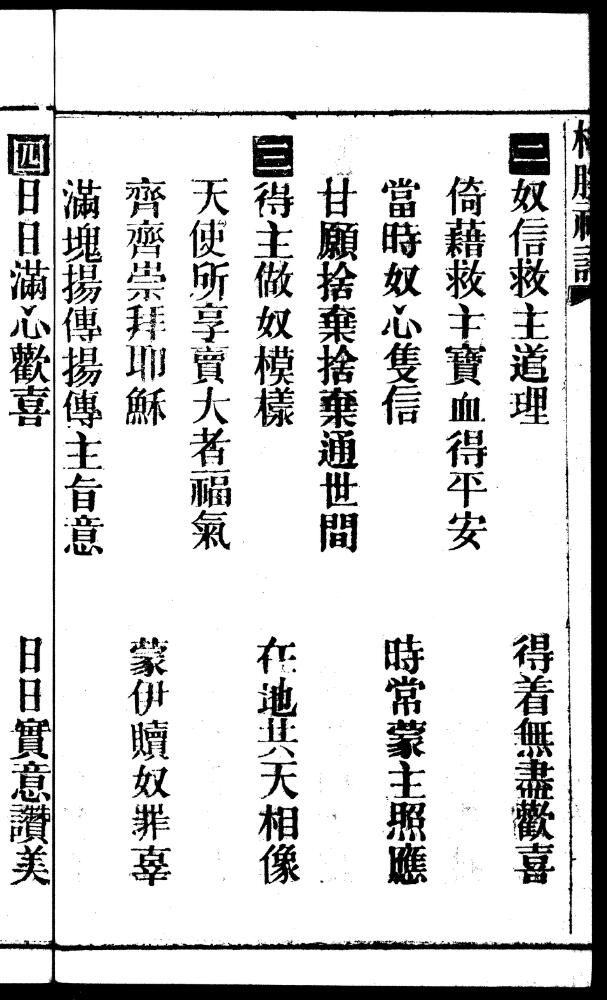 二 奴信救主道理 得着無盡歡喜
倚藉救主寶血得平安
當時奴心隻信 時常蒙主照應
甘願捨棄捨棄通世間
三 得主做奴模樣 在地共天相像
天使所享賣大者福氣
齊齊崇拜耶穌 蒙伊贖奴罪辜
滿塊揚傳揚傳主旨意
四 日日滿心歡喜 日日實意讚美